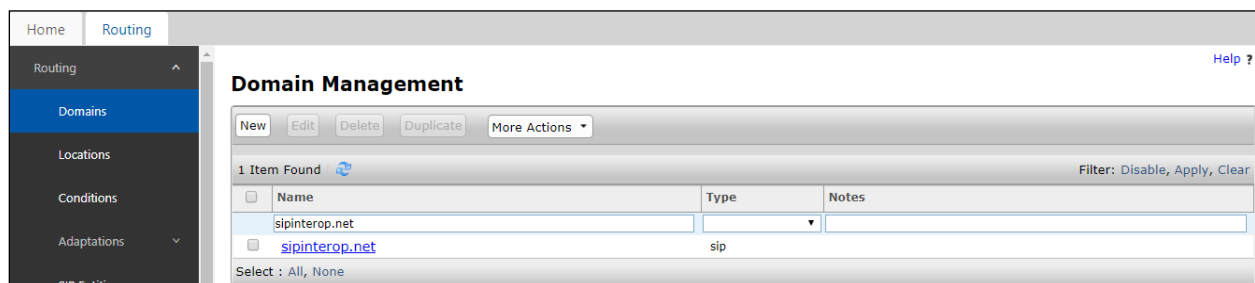 Home Routing
Help ?
Routing
Domains
Locations
Conditions
Adaptations
Domain Management
New Edit Delete Duplicate More Actions
1 Item Found Filter: Disable, Apply, Clear
Name Type Notes
sipinterop.net
sipinterop.net sip
Select : All, None